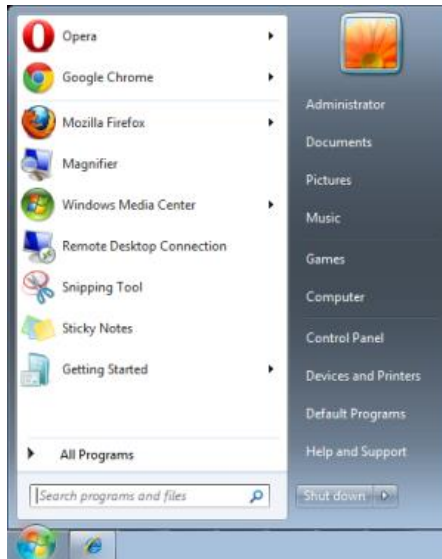 Opera
Google Chrome
Mozilla Firefox
Magnifier
Windows Media Center
Remote Desktop Connection
Snipping Tool
Sticky Notes
Getting Started
All Programs
Search programs and files
Administrator
Documents
Pictures
Music
Games
Computer
Control Panel
Devices and Printers
Default Programs
Help and Support
Shut down